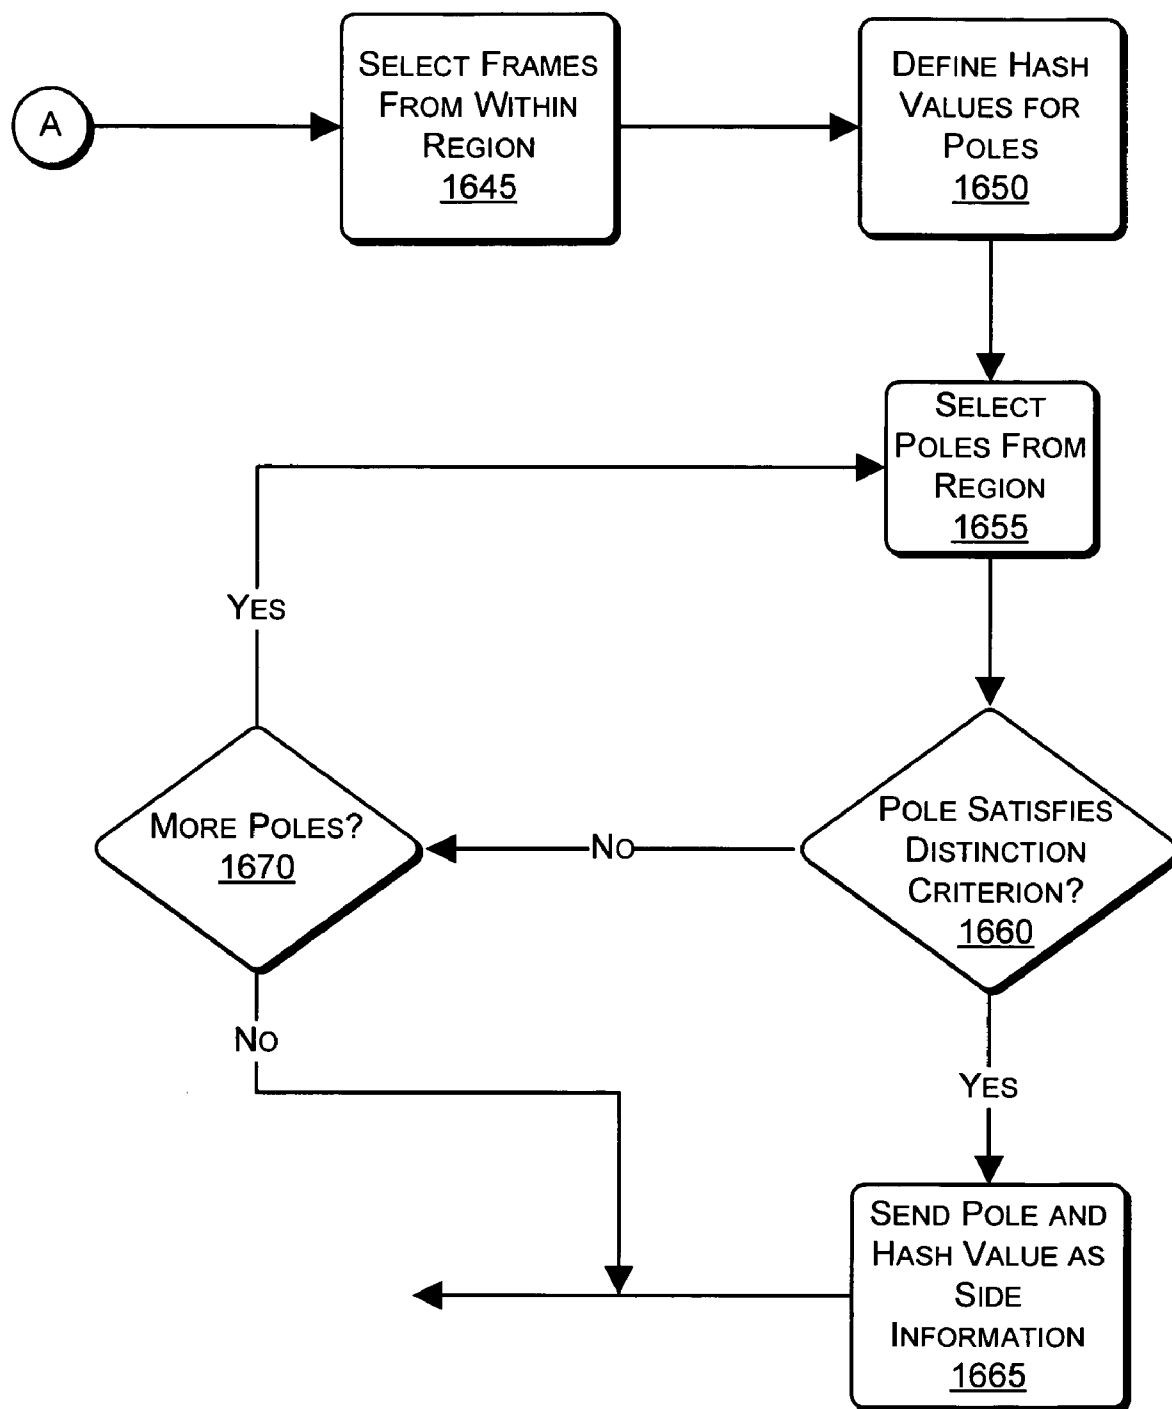 A
SELECT FRAMES
FROM WITHIN
REGION
1645
DEFINE HASH
VALUES FOR
POLES
1650
SELECT
POLES FROM
REGION
1655
YES
MORE POLES?
1670
NO
POLE SATISFIES
DISTINCTION
CRITERION?
1660
NO
YES
SEND POLE AND
HASH VALUE AS
SIDE
INFORMATION
1665